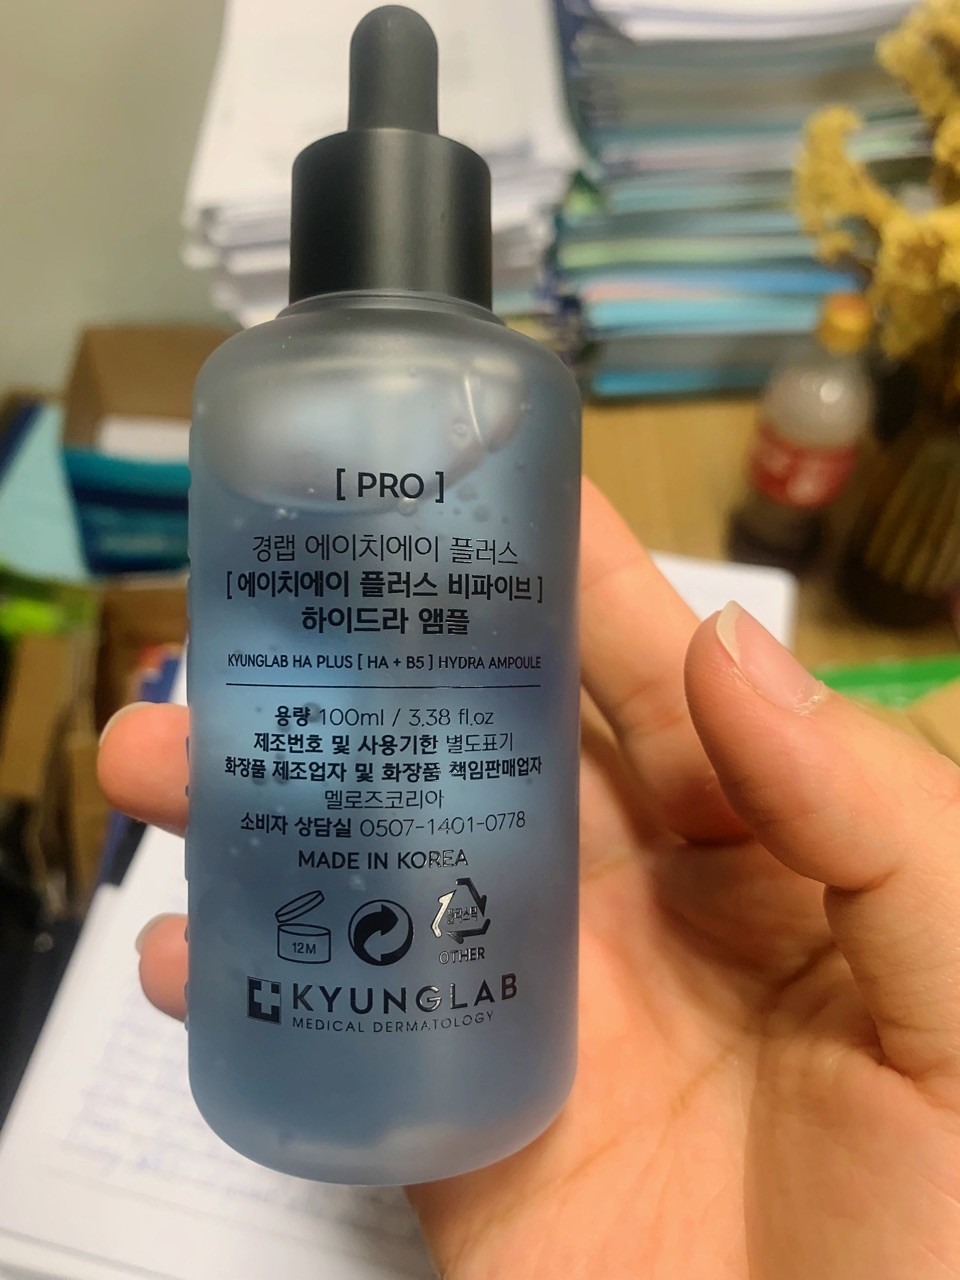 [ PRO ]
경랩 에이치에이 플러스
[ 에이치에이 플러스 비파이브 ]
하이드라 앰플
KYUNGLAB HA PLUS [ HA + B5 ] HYDRA AMPOULE
용량 100ml / 3.38 fl.oz
제조번호 및 사용기한 별도표기
화장품 제조업자 및 화장품 책임판매업자
멜로즈코리아
소비자 상담실 0507-1401-0778
MADE IN KOREA
12M
플라스틱
OTHER
KYUNGLAB
MEDICAL DERMATOLOGY